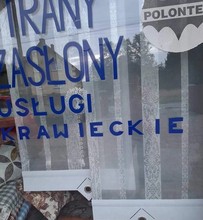 IRANY
ZASŁONY
USŁUGI
KRAWIECKIE
POLONTE